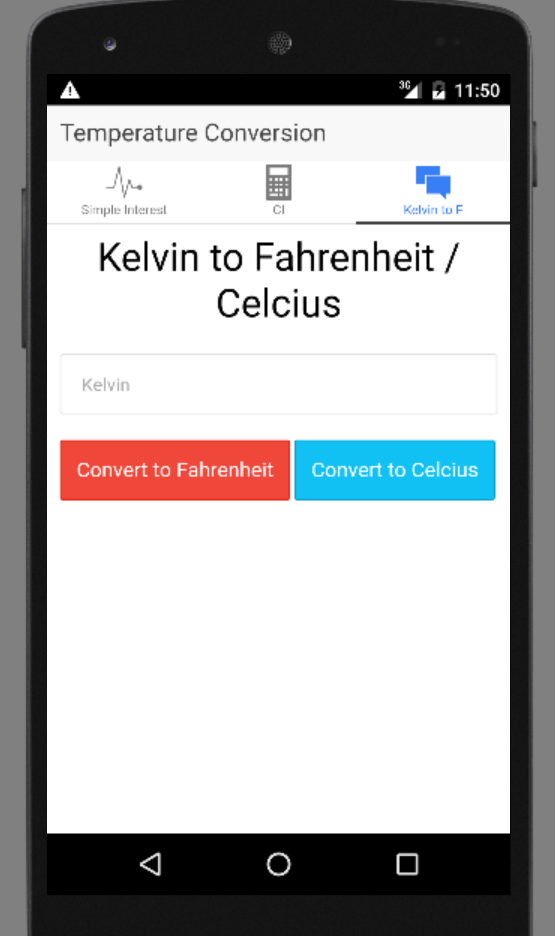 3G 11:50
Temperature Conversion
Simple Interest CI Kelvin to F
Kelvin to Fahrenheit /
Celcius
Kelvin
Convert to Fahrenheit Convert to Celcius